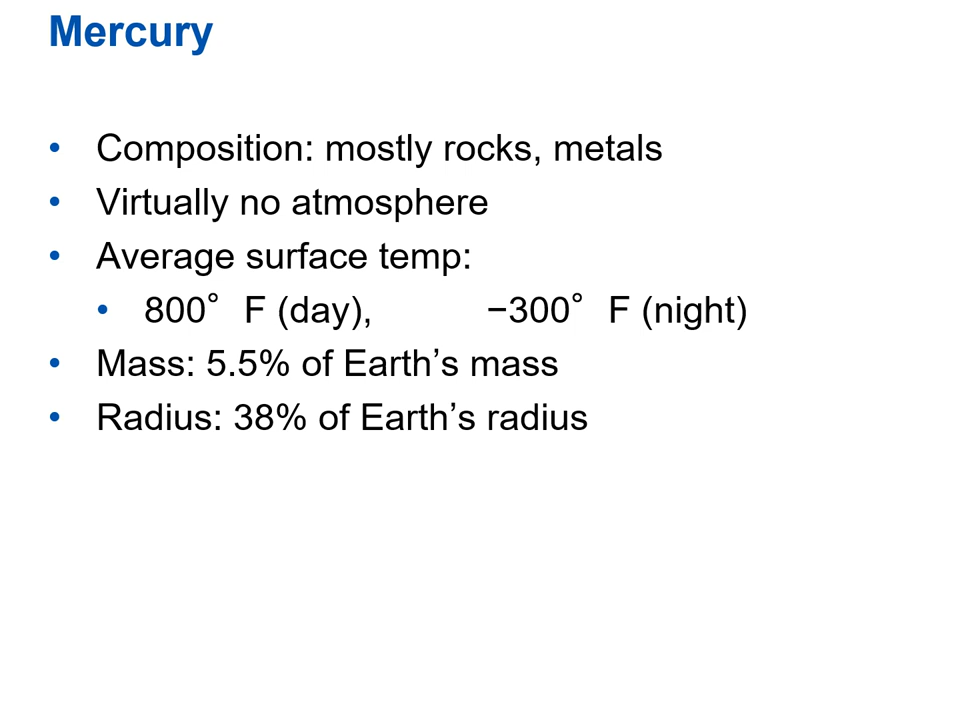 Mercury
• Composition: mostly rocks, metals
• Virtually no atmosphere
• Average surface temp:
• 800° F (day), −300° F (night)
• Mass: 5.5% of Earth’s mass
• Radius: 38% of Earth’s radius